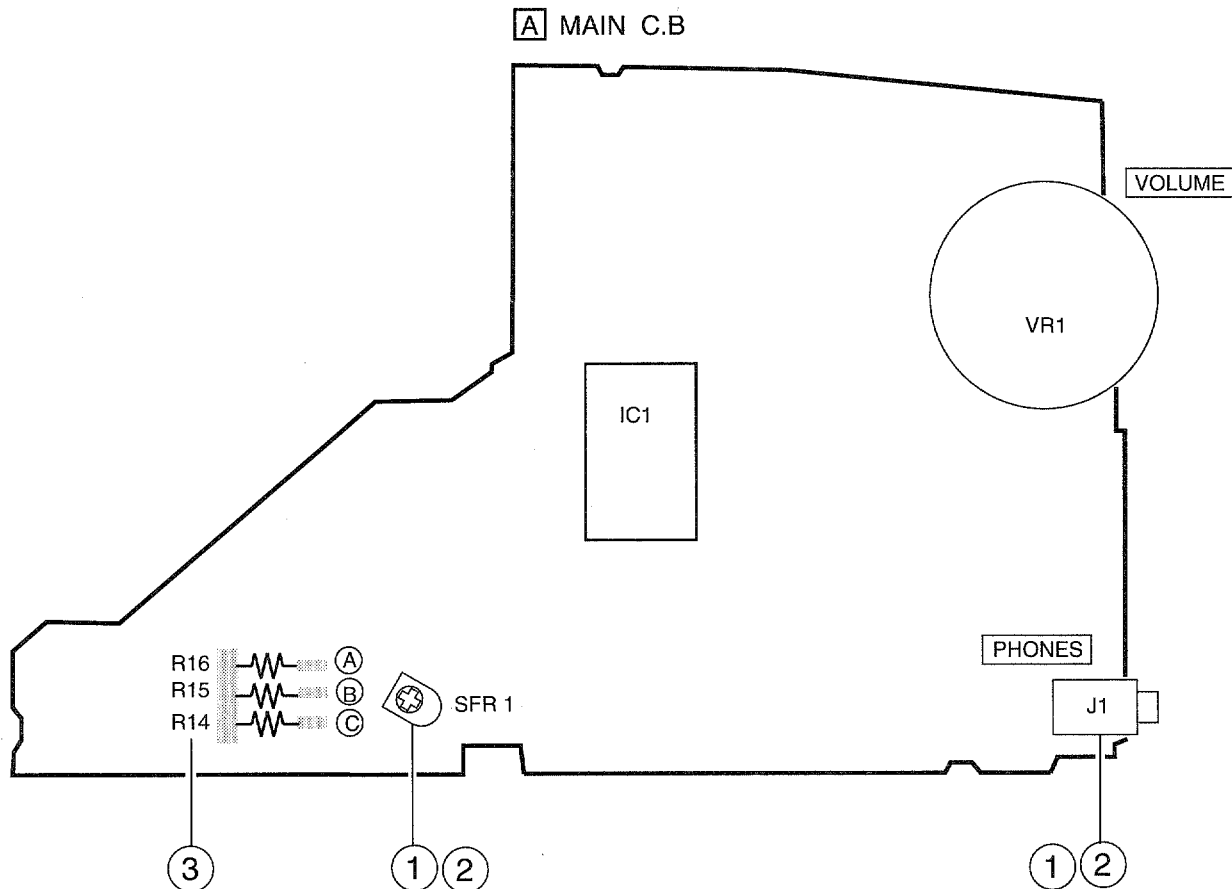 A MAIN C.B
VOLUME
VR1
IC1
PHONES
R16 A
R15 B
R14 C
SFR 1
J1
3
1 2
1 2